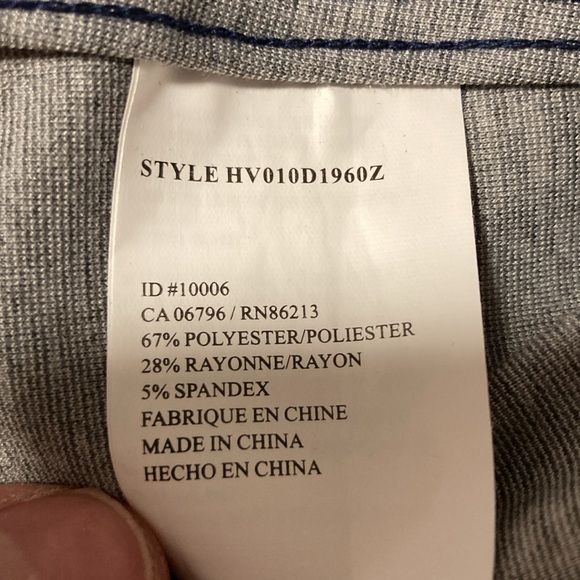 STYLE HV010D1960Z
ID #10006
CA 06796 / RN86213
67% POLYESTER/POLIESTER
28% RAYONNE/RAYON
5% SPANDEX
FABRIQUE EN CHINE
MADE IN CHINA
HECHO EN CHINA